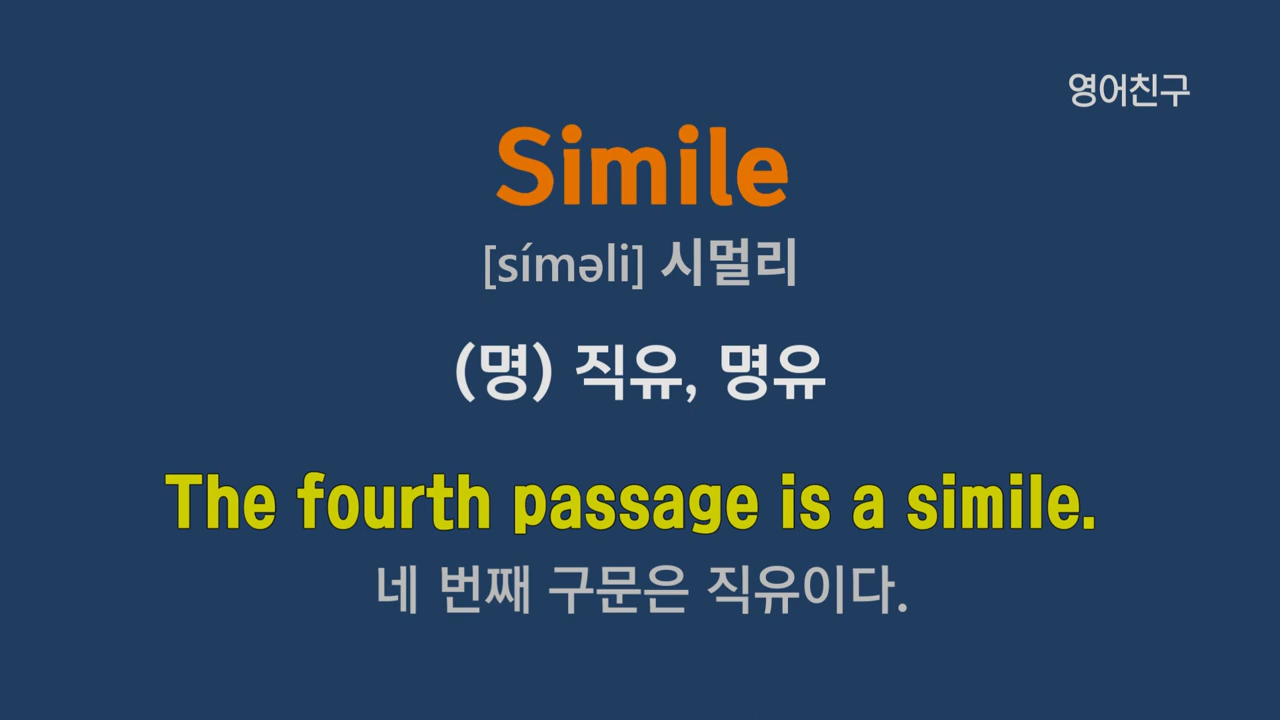 영어친구
Simile
[síməli] 시멀리
(명) 직유, 명유
The fourth passage is a simile.
네 번째 구문은 직유이다.